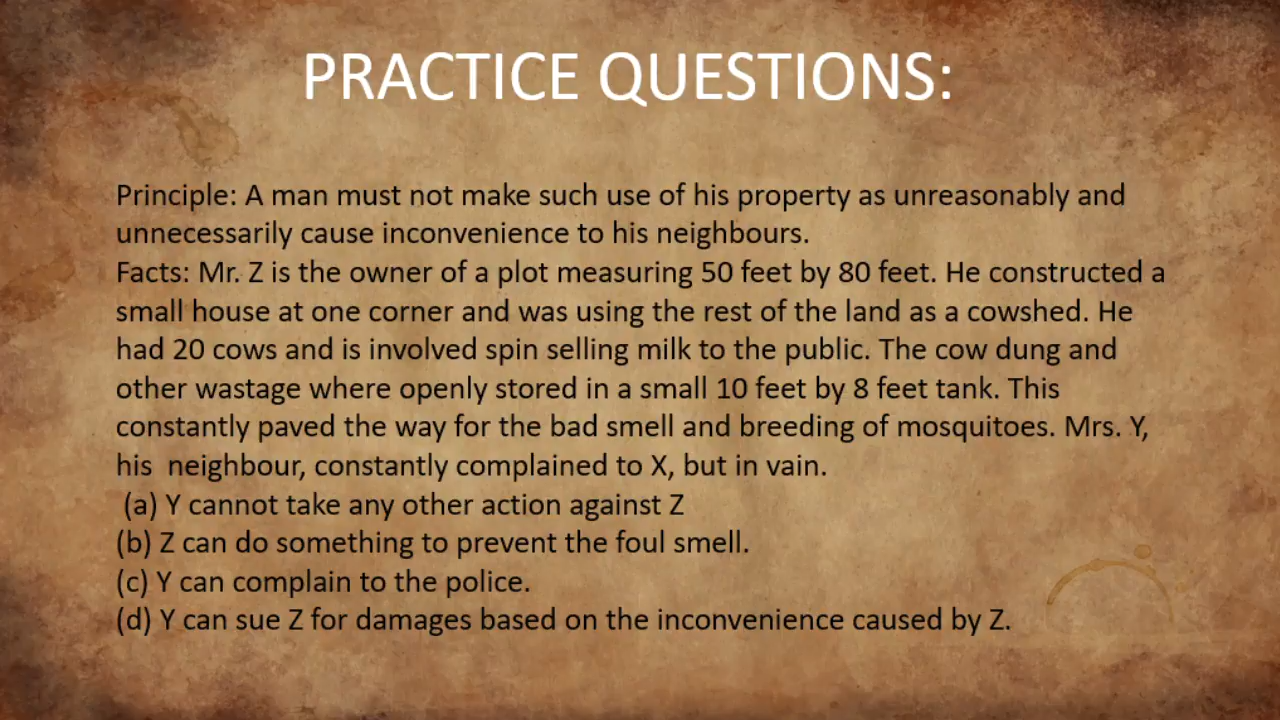 PRACTICE QUESTIONS:
Principle: A man must not make such use of his property as unreasonably and
unnecessarily cause inconvenience to his neighbours.
Facts: Mr. Z is the owner of a plot measuring 50 feet by 80 feet. He constructed a
small house at one corner and was using the rest of the land as a cowshed. He
had 20 cows and is involved spin selling milk to the public. The cow dung and
other wastage where openly stored in a small 10 feet by 8 feet tank. This
constantly paved the way for the bad smell and breeding of mosquitoes. Mrs. Y,
his  neighbour, constantly complained to X, but in vain.
(a) Y cannot take any other action against Z
(b) Z can do something to prevent the foul smell.
(c) Y can complain to the police.
(d) Y can sue Z for damages based on the inconvenience caused by Z.